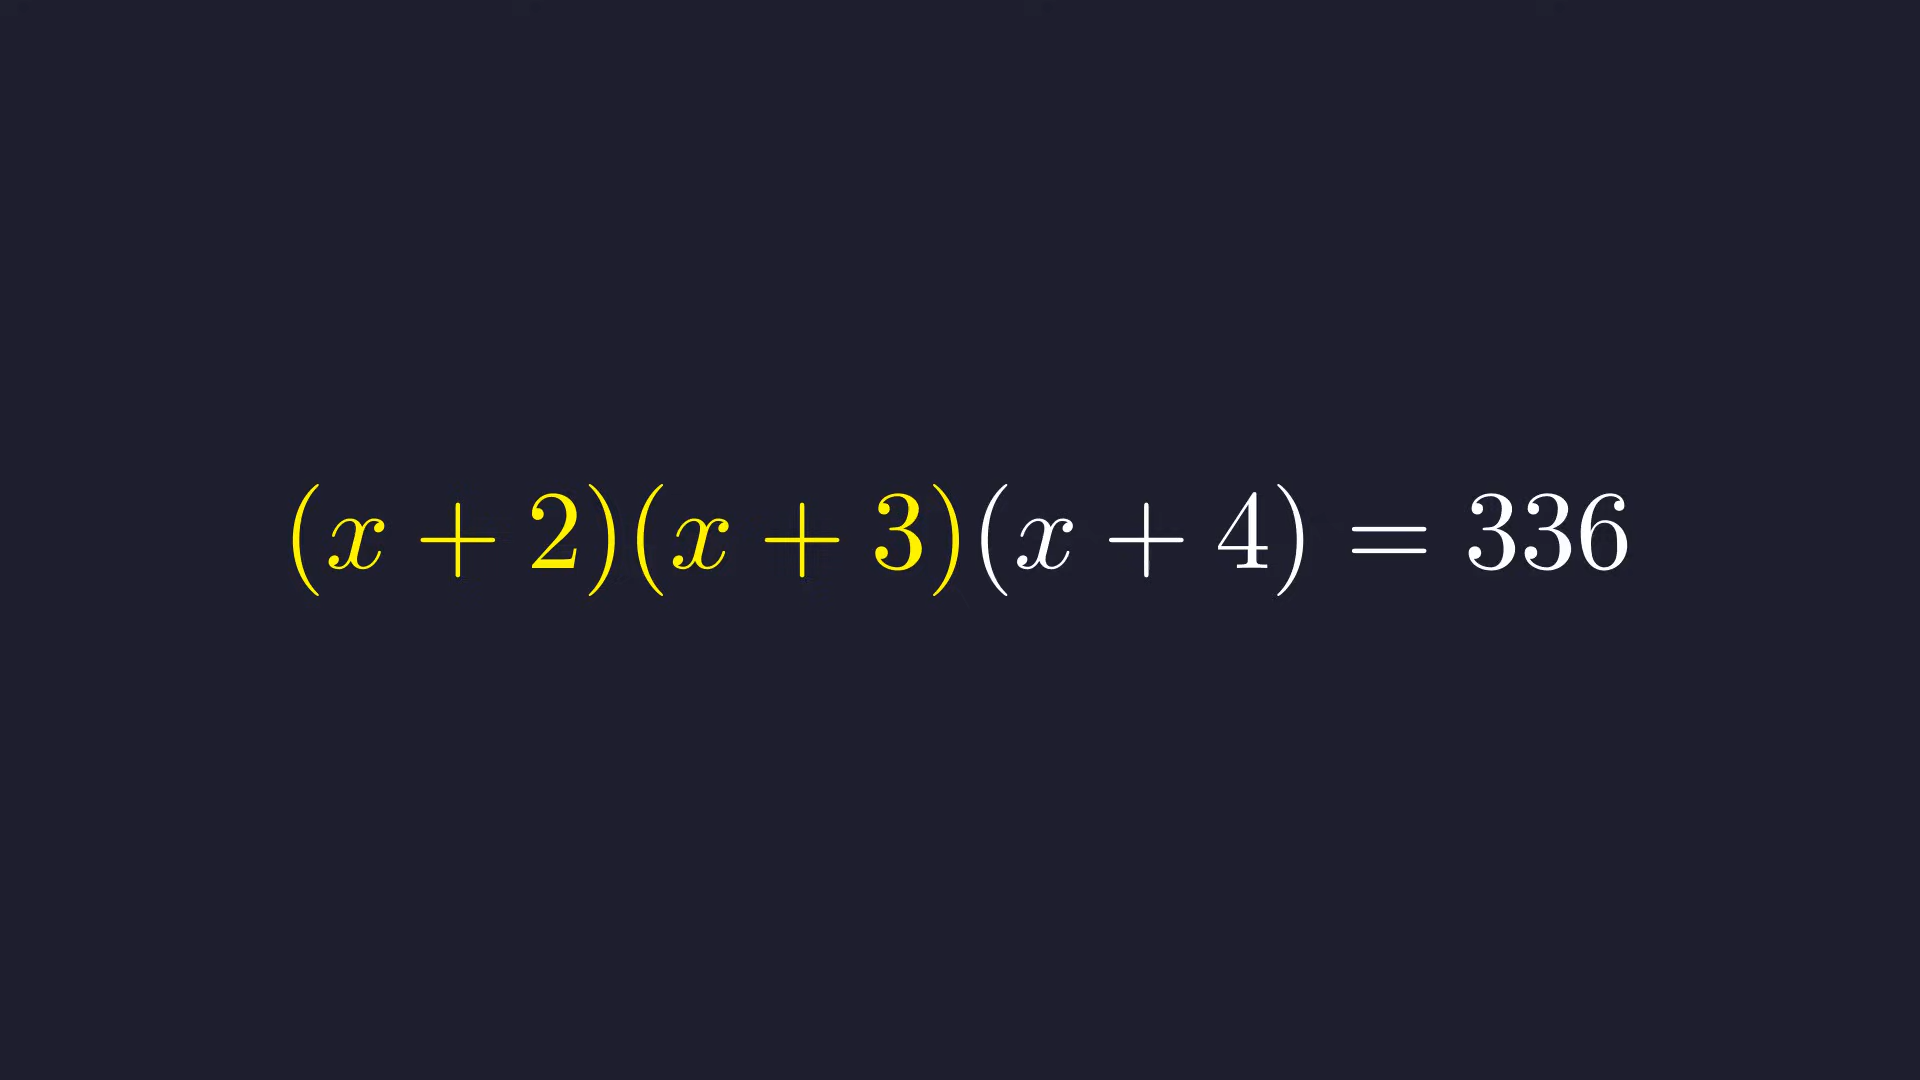 (x + 2)(x + 3)(x + 4) = 336